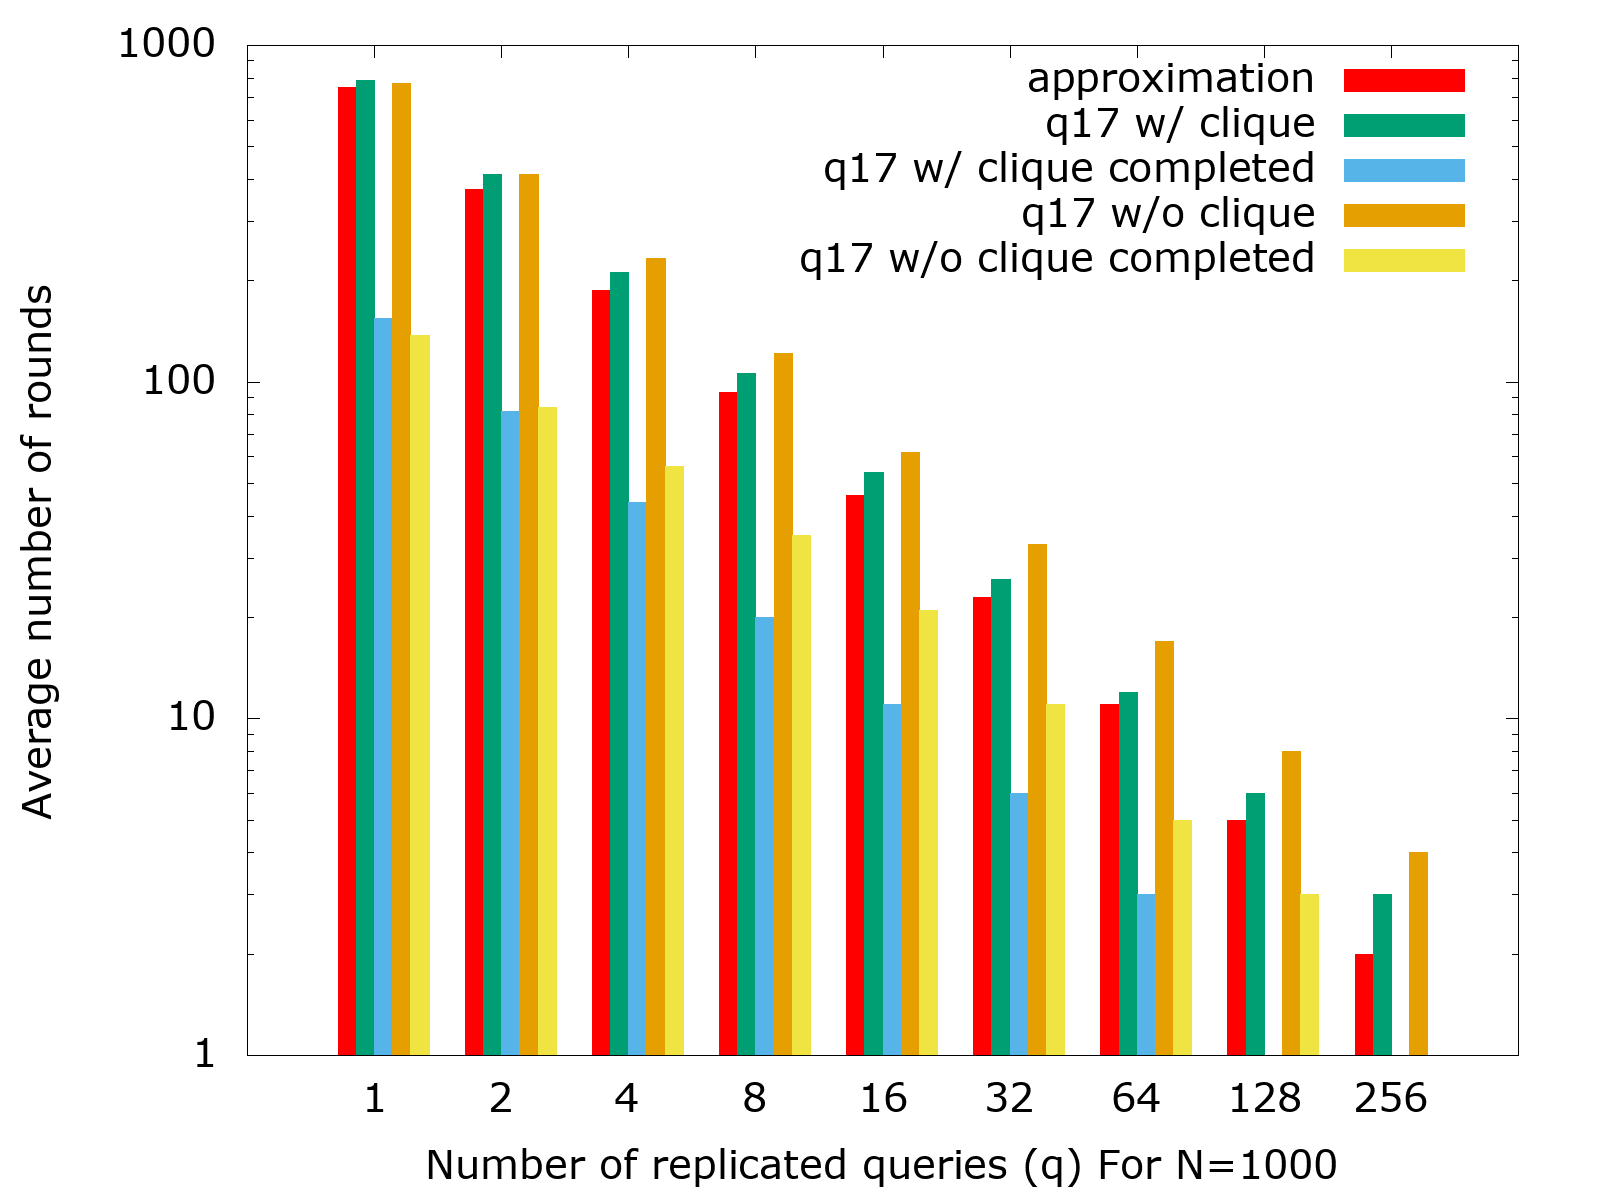 1000
100
10
1
Average number of rounds
approximation
q17 w/ clique
q17 w/ clique completed
q17 w/o clique
q17 w/o clique completed
1 2 4 8 16 32 64 128 256
Number of replicated queries (q) For N=1000